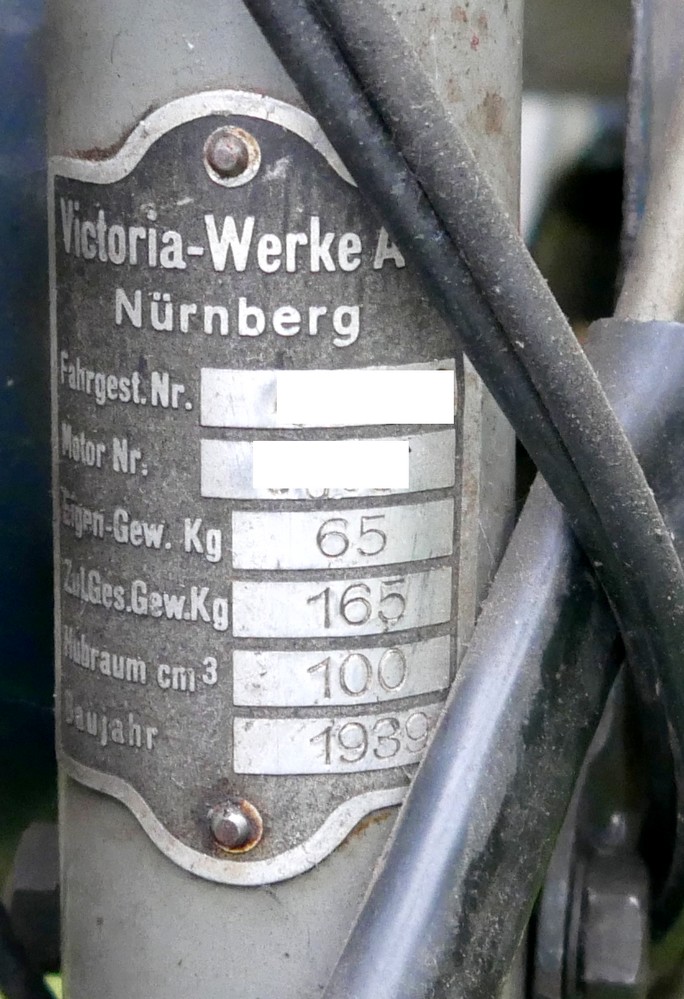 Victoria-Werke A
Nürnberg
Fahrgest.Nr.
Motor Nr.
Eigen-Gew. Kg 65
Zul.Ges.Gew.Kg 165
Hubraum cm³ 100
Baujahr 1939